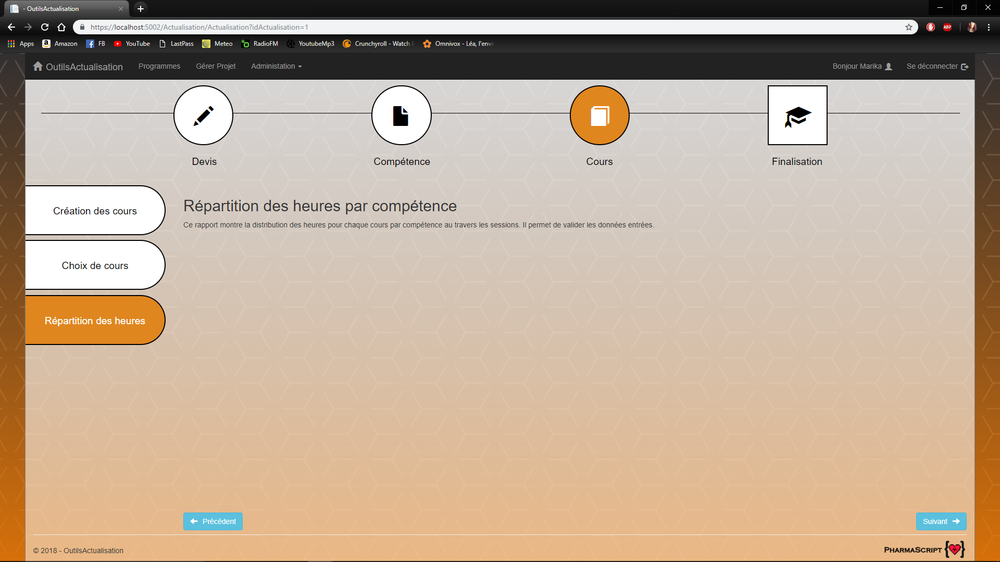 - OutilsActualisation
https://localhost:5002/Actualisation/Actualisation?idActualisation=1
ABP
Apps Amazon FB YouTube LastPass Meteo RadioFM YoutubeMp3 Crunchyroll - Watch Omnivox - Léa, l'envi
OutilsActualisation Programmes Gérer Projet Administation Bonjour Marika Se déconnecter
Devis Compétence Cours Finalisation
Création des cours
Choix de cours
Répartition des heures
Répartition des heures par compétence
Ce rapport montre la distribution des heures pour chaque cours par compétence au travers les sessions. Il permet de valider les données entrées.
Précédent Suivant
© 2018 - OutilsActualisation
PharmaScript {}